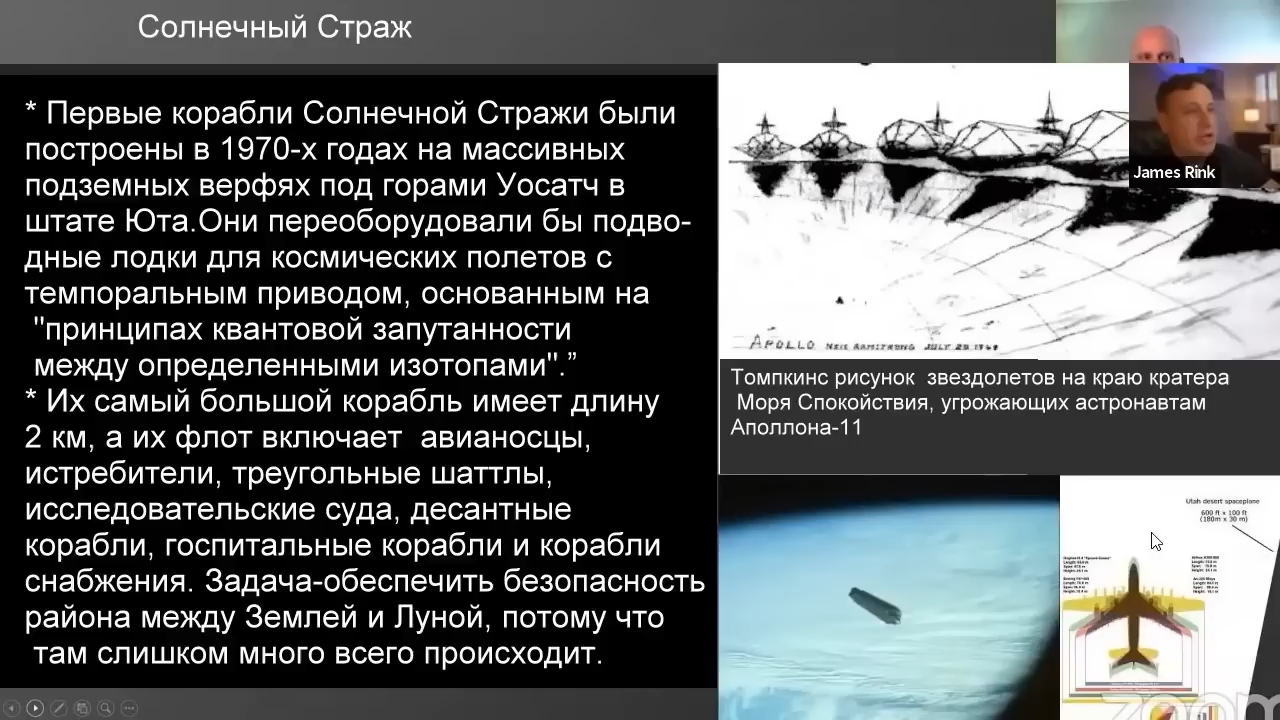 Солнечный Страж
* Первые корабли Солнечной Стражи были
построены в 1970-х годах на массивных
подземных верфях под горами Уосатч в
штате Юта.Они переоборудовали бы подво-
дные лодки для космических полетов с
темпоральным приводом, основанным на
"принципах квантовой запутанности
между определенными изотопами".”
* Их самый большой корабль имеет длину
2 км, а их флот включает авианосцы,
истребители, треугольные шаттлы,
исследовательские суда, десантные
корабли, госпитальные корабли и корабли
снабжения. Задача-обеспечить безопасность
района между Землей и Луной, потому что
там слишком много всего происходит.
James Rink
APOLLO NEIL ARMSTRONG JULY 20 1969
Томпкинс рисунок звездолетов на краю кратера
Моря Спокойствия, угрожающих астронавтам
Аполлона-11
Utah desert spaceplane
600 ft x 100 ft
(180m x 30 m)
zoom